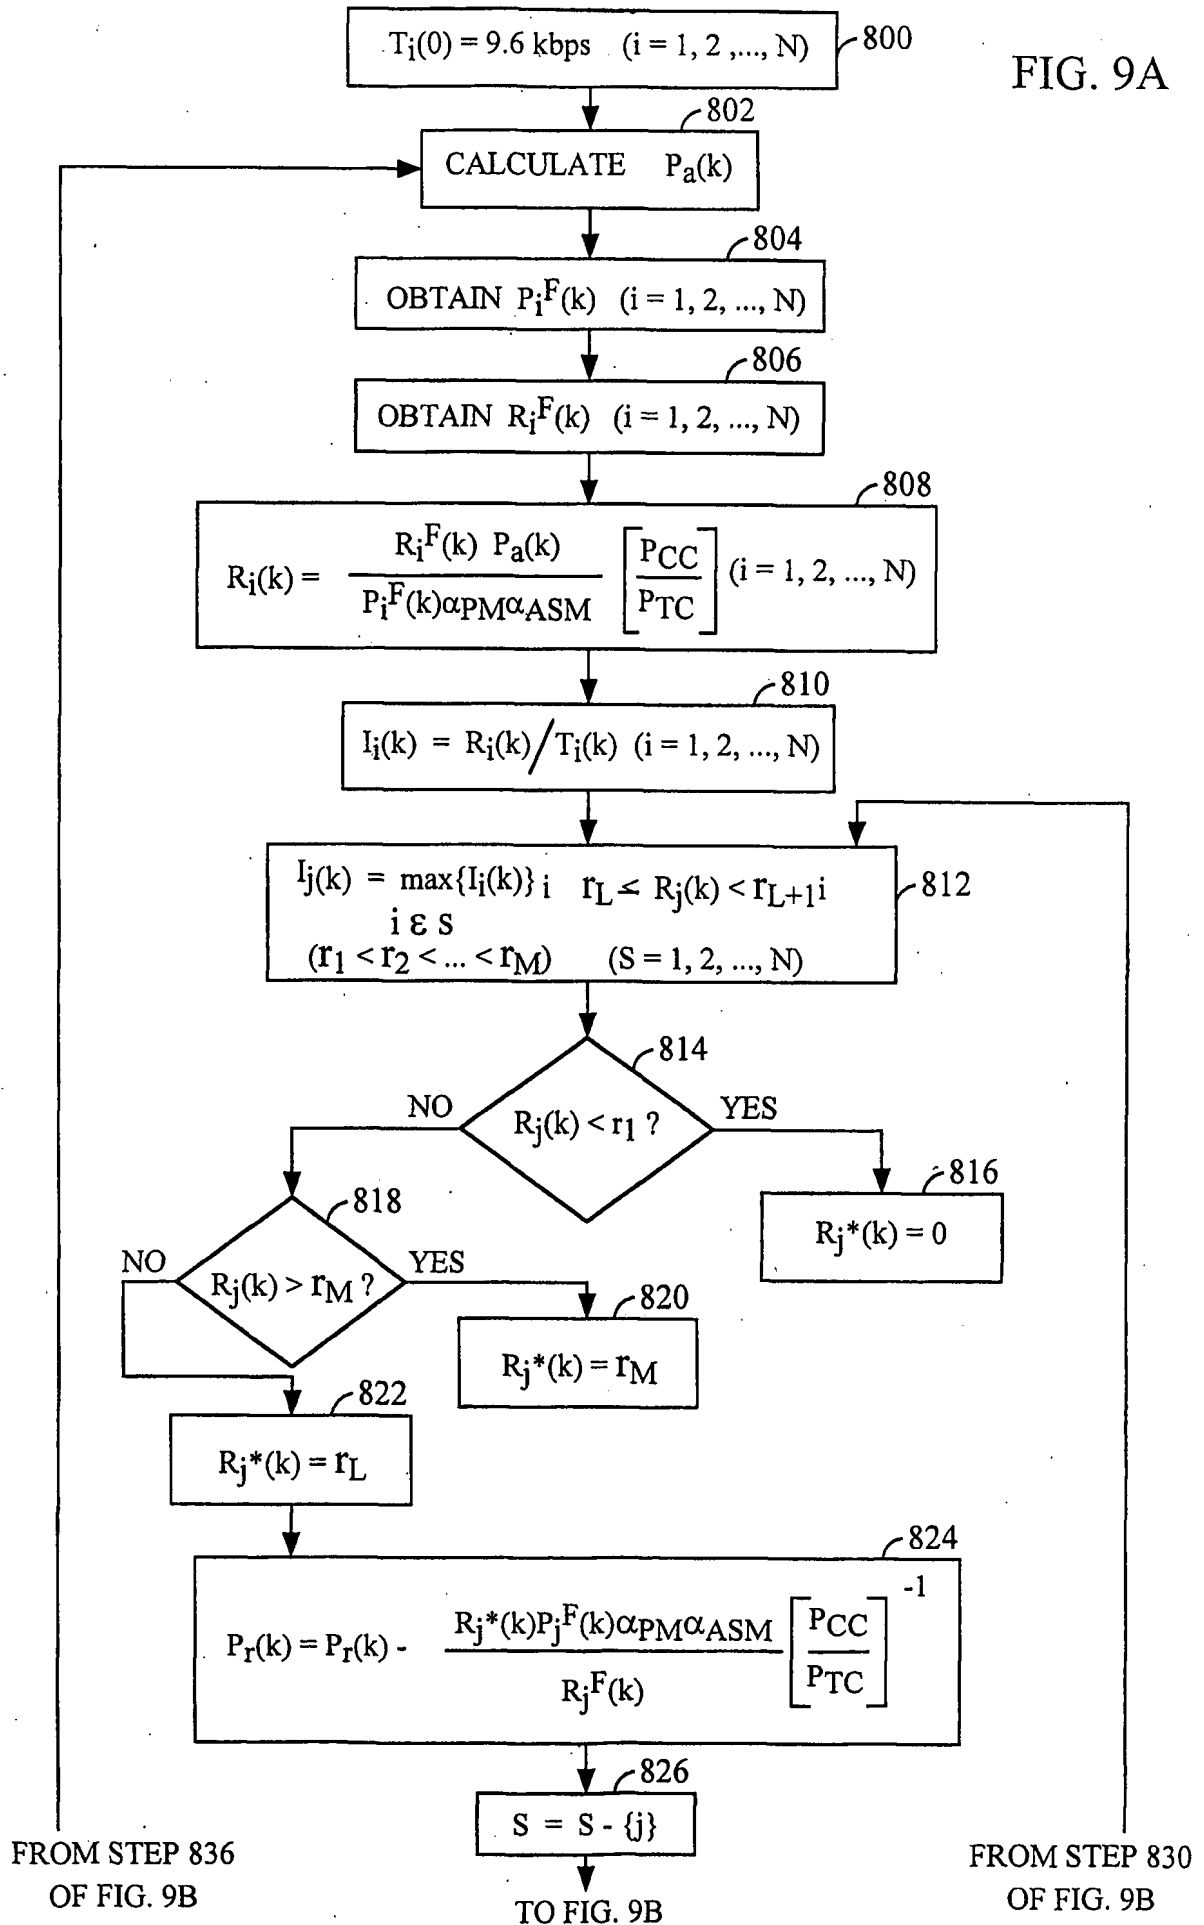 FIG. 9A
Ti(0) = 9.6 kbps (i = 1, 2 ,..., N)
800
802
CALCULATE Pa(k)
804
OBTAIN PiF(k) (i = 1, 2, ..., N)
806
OBTAIN RiF(k) (i = 1, 2, ..., N)
808
Ri(k) = RiF(k) Pa(k) / PiF(k)αPMαASM [PCC / PTC] (i = 1, 2, ..., N)
810
Ii(k) = Ri(k)/Ti(k) (i = 1, 2, ..., N)
812
Ij(k) = max{Ii(k)} i rL ≤ Rj(k) < rL+1i
i ε s
(r1 < r2 < ... < rM) (S = 1, 2, ..., N)
814
NO
Rj(k) < r1 ?
YES
816
Rj*(k) = 0
818
NO
Rj(k) > rM ?
YES
820
Rj*(k) = rM
822
Rj*(k) = rL
824
Pr(k) = Pr(k) - Rj*(k)PjF(k)αPMαASM / RjF(k) [PCC / PTC] -1
826
S = S - {j}
FROM STEP 836
OF FIG. 9B
TO FIG. 9B
FROM STEP 830
OF FIG. 9B